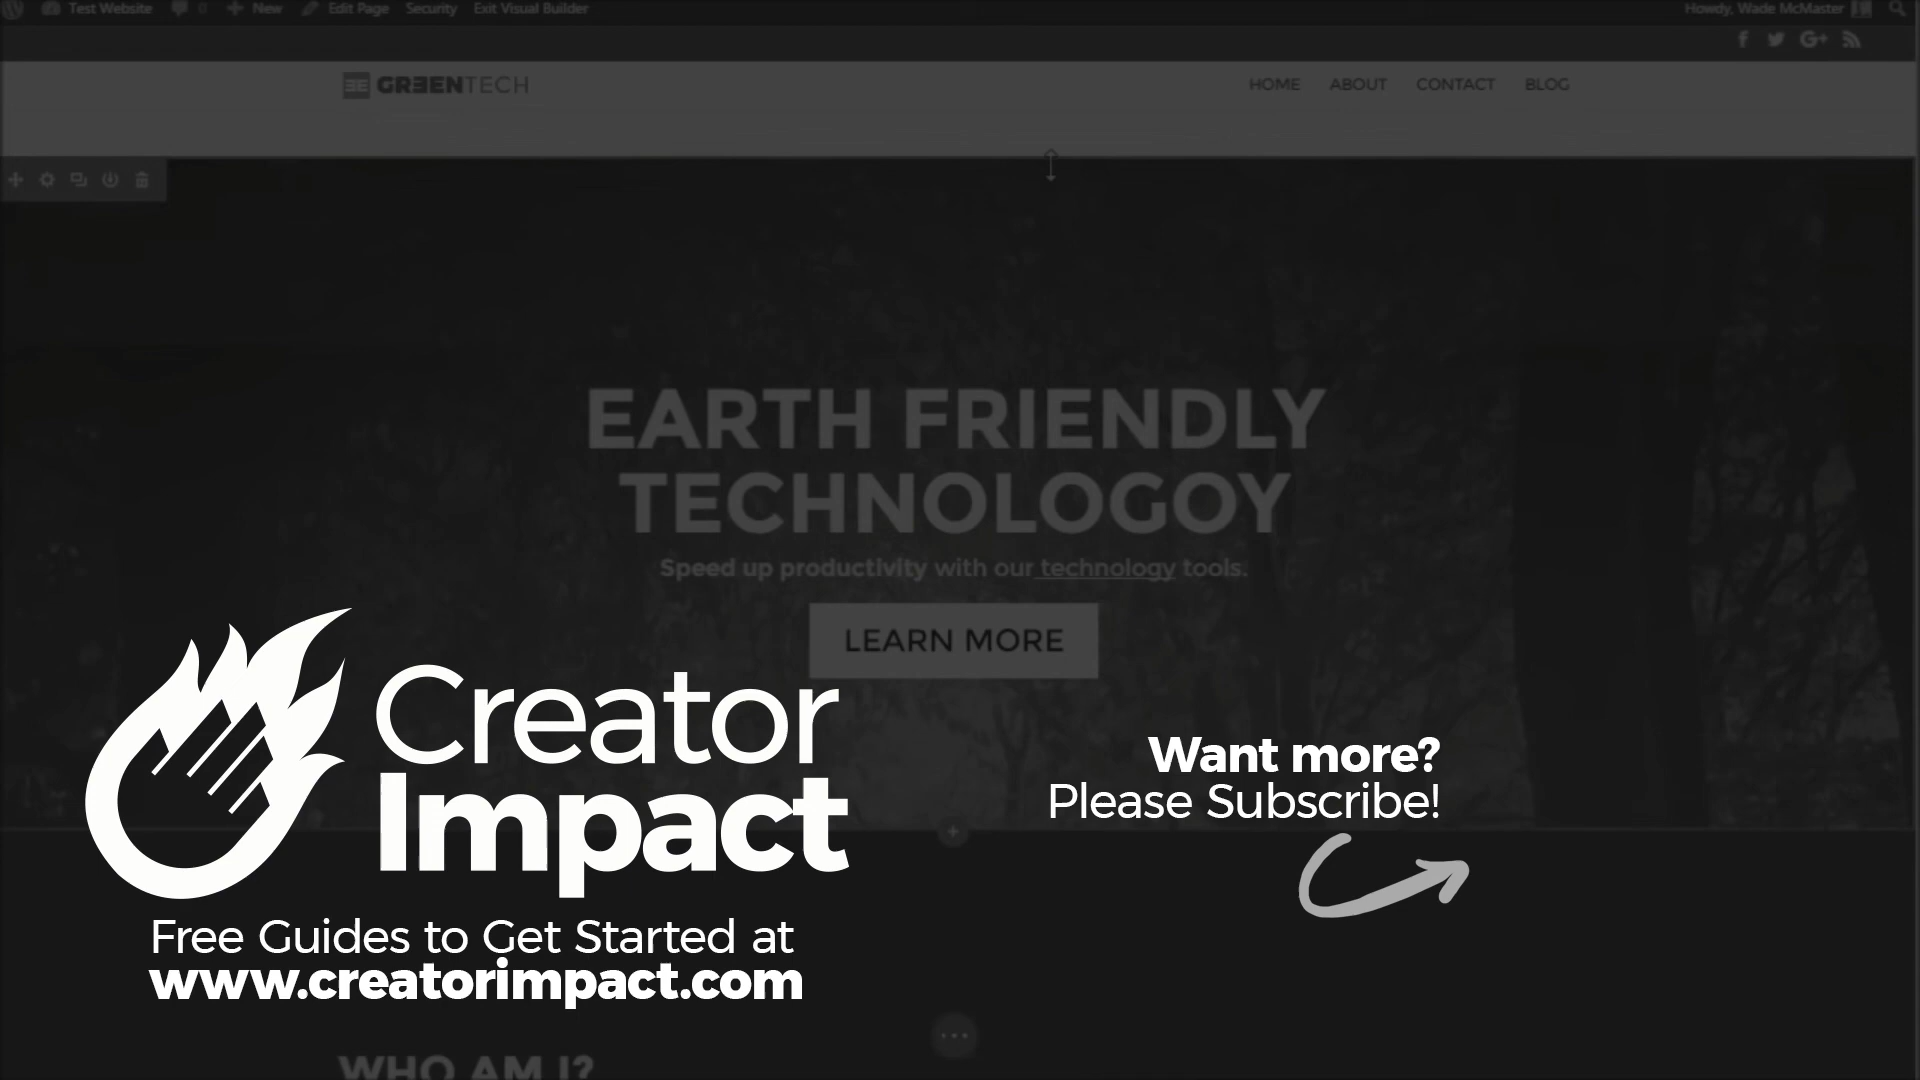 Test Website 0 New Edit Page Security Exit Visual Builder Howdy, Wade McMaster
GREENTECH HOME ABOUT CONTACT BLOG
EARTH FRIENDLY
TECHNOLOGOY
Speed up productivity with our technology tools.
LEARN MORE
Creator
Impact
Free Guides to Get Started at
www.creatorimpact.com
Want more?
Please Subscribe!
WHO AM I?